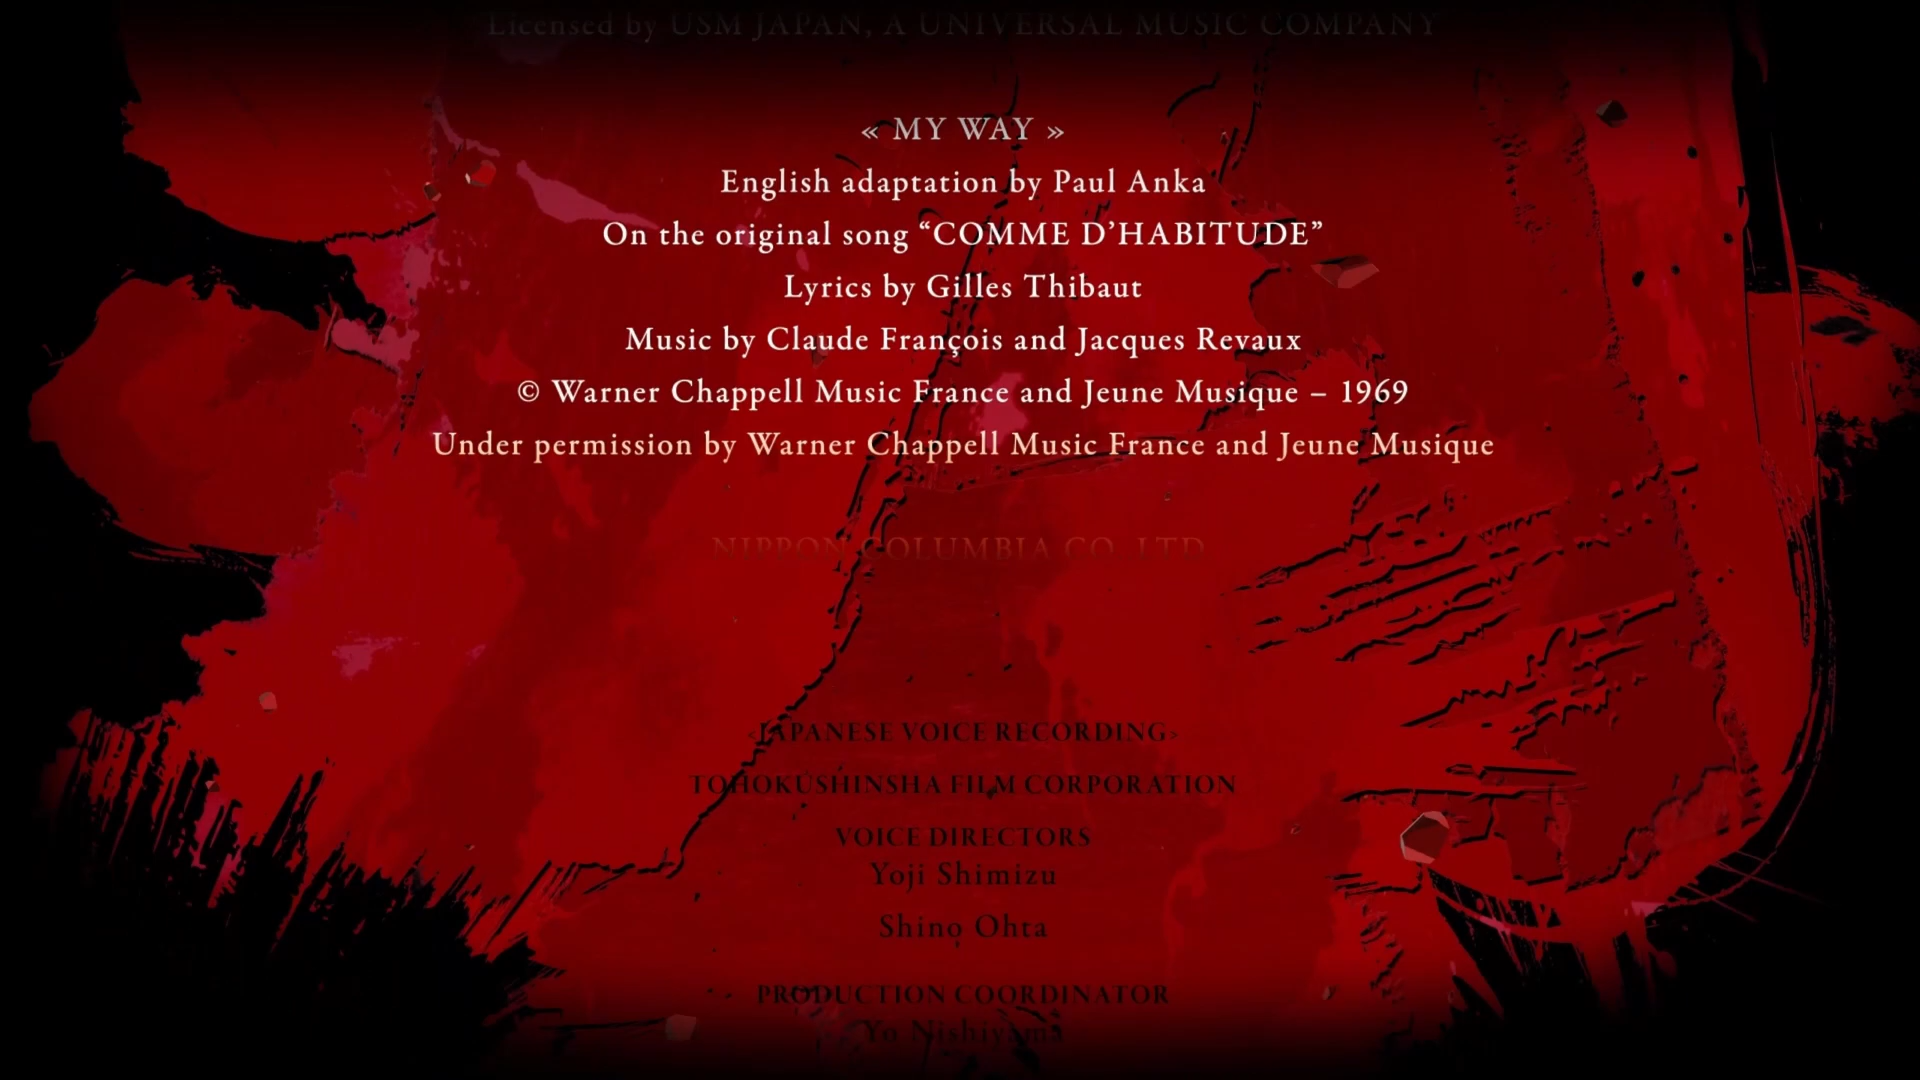 Licensed by USM JAPAN, A UNIVERSAL MUSIC COMPANY
« MY WAY »
English adaptation by Paul Anka
On the original song “COMME D’HABITUDE”
Lyrics by Gilles Thibaut
Music by Claude François and Jacques Revaux
© Warner Chappell Music France and Jeune Musique – 1969
Under permission by Warner Chappell Music France and Jeune Musique
NIPPON COLUMBIA CO., LTD.
<JAPANESE VOICE RECORDING>
TOHOKUSHINSHA FILM CORPORATION
VOICE DIRECTORS
Yoji Shimizu
Shino Ohta
PRODUCTION COORDINATOR
Yo Nishiyama